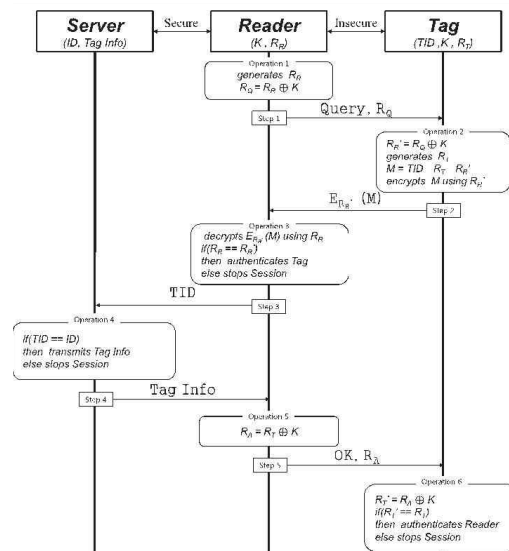 Server
(ID, Tag Info)
Secure
Reader
(K , R_R)
Insecure
Tag
(TID ,K , R_T)
Operation 1
generates R_R
R_Q = R_R ⊕ K
Query, R_Q
Step 1
Operation 2
R_R' = R_Q ⊕ K
generates R_T
M = TID R_T R_R'
encrypts M using R_R'
E_R_R' (M)
Step 2
Operation 3
decrypts E_R_R' (M) using R_R
if(R_R == R_R')
then authenticates Tag
else stops Session
TID
Step 3
Operation 4
if(TID == ID)
then transmits Tag Info
else stops Session
Step 4
Tag Info
Operation 5
R_A = R_T ⊕ K
Step 5
OK, R_A
Operation 6
R_T' = R_A ⊕ K
if(R_T' == R_T)
then authenticates Reader
else stops Session